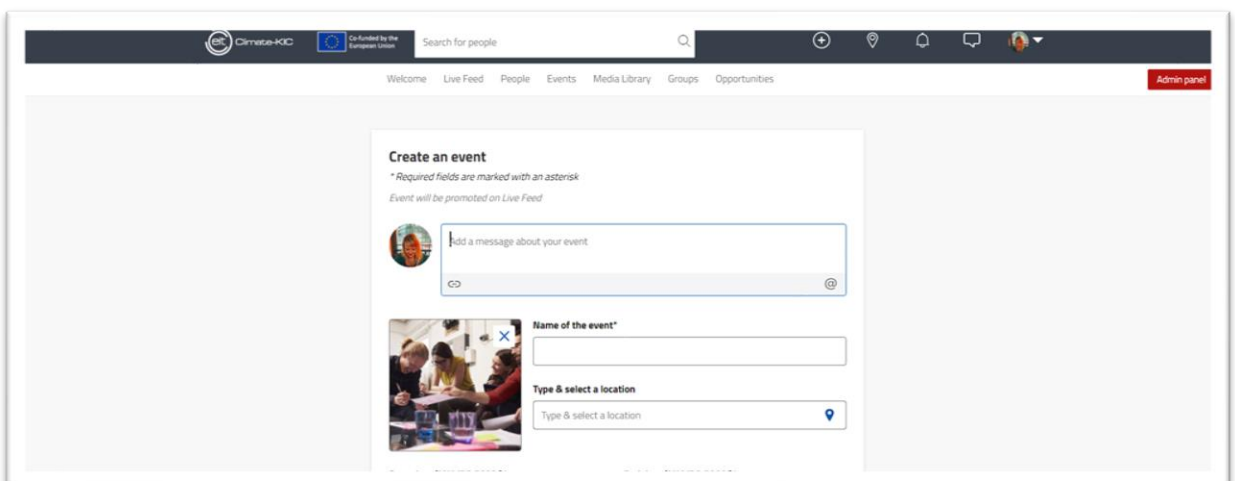 eit Climate-KIC
Co-funded by the
European Union
Search for people
Welcome Live Feed People Events Media Library Groups Opportunities
Admin panel
Create an event
* Required fields are marked with an asterisk
Event will be promoted on Live Feed
Add a message about your event
@
Name of the event*
Type & select a location
Type & select a location